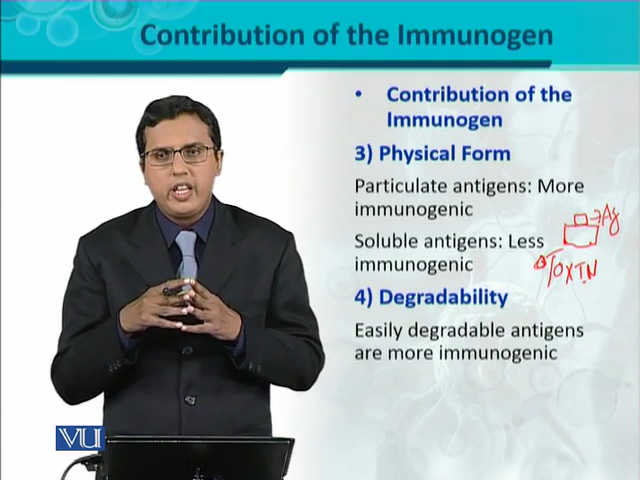 Contribution of the Immunogen
• Contribution of the
Immunogen
3) Physical Form
Particulate antigens: More
immunogenic
→Ag
Soluble antigens: Less
immunogenic
TOXIN
4) Degradability
Easily degradable antigens
are more immunogenic
VU